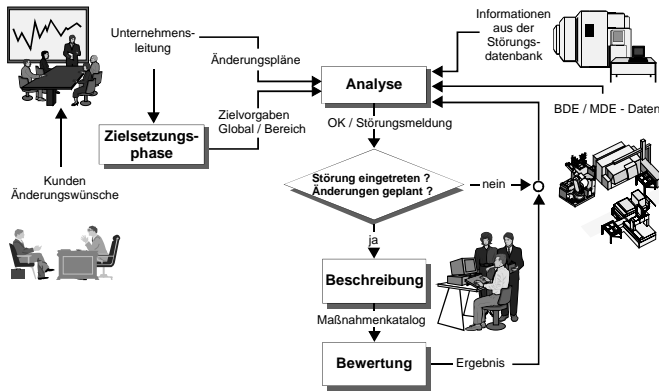 Unternehmens-
leitung
Änderungspläne
Informationen
aus der
Störungs-
datenbank
Analyse
BDE / MDE - Daten
Zielvorgaben
Global / Bereich
OK / Störungsmeldung
Zielsetzungs-
phase
Kunden
Änderungswünsche
Störung eingetreten ?
Änderungen geplant ?
nein
ja
Beschreibung
Maßnahmenkatalog
Bewertung
Ergebnis